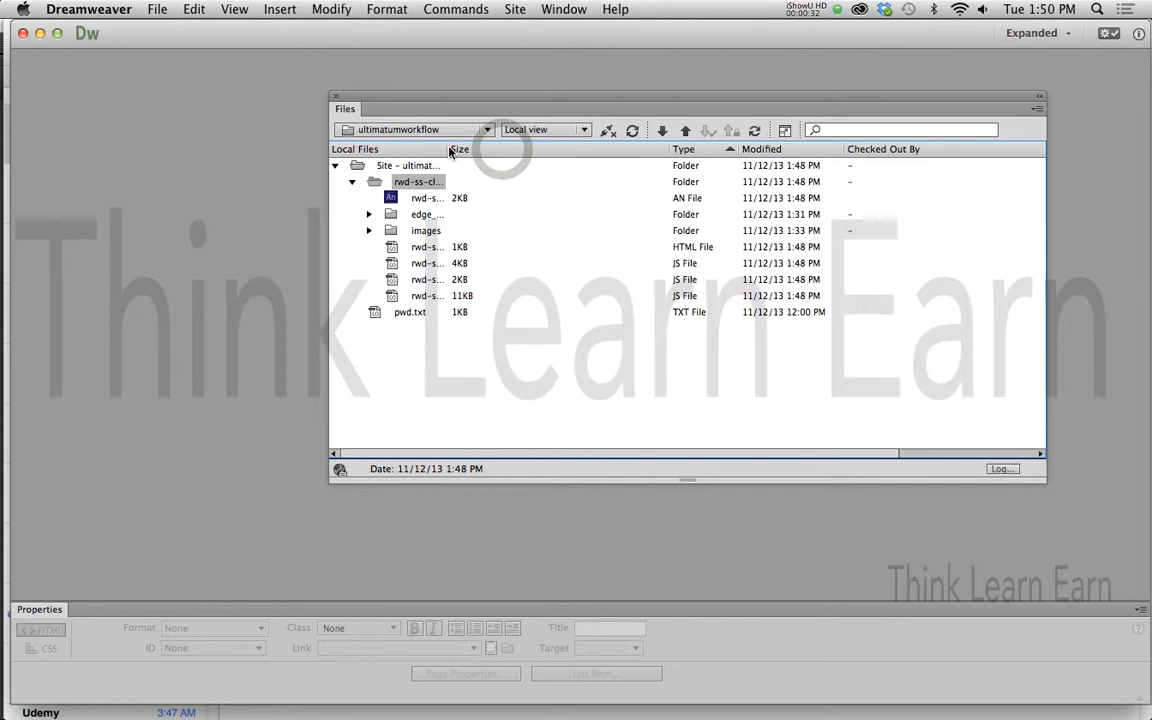 Dreamweaver File Edit View Insert Modify Format Commands Site Window Help iShowU HD 00:00:32 Tue 1:50 PM
Dw Expanded
Files
ultimatumworkflow Local view
Local Files Size Type Modified Checked Out By
Site - ultimat... Folder 11/12/13 1:48 PM -
rwd-ss-cl... Folder 11/12/13 1:48 PM -
An rwd-s... 2KB AN File 11/12/13 1:48 PM
edge_... Folder 11/12/13 1:31 PM -
images Folder 11/12/13 1:33 PM -
rwd-s... 1KB HTML File 11/12/13 1:48 PM
rwd-s... 4KB JS File 11/12/13 1:48 PM
rwd-s... 2KB JS File 11/12/13 1:48 PM
rwd-s... 11KB JS File 11/12/13 1:48 PM
pwd.txt 1KB TXT File 11/12/13 12:00 PM
Think Learn Earn
Date: 11/12/13 1:48 PM Log...
Think Learn Earn
Properties
<> HTML Format None Class None B I Title
CSS ID None Link Target
Page Properties... List Item...
Udemy 3:47 AM